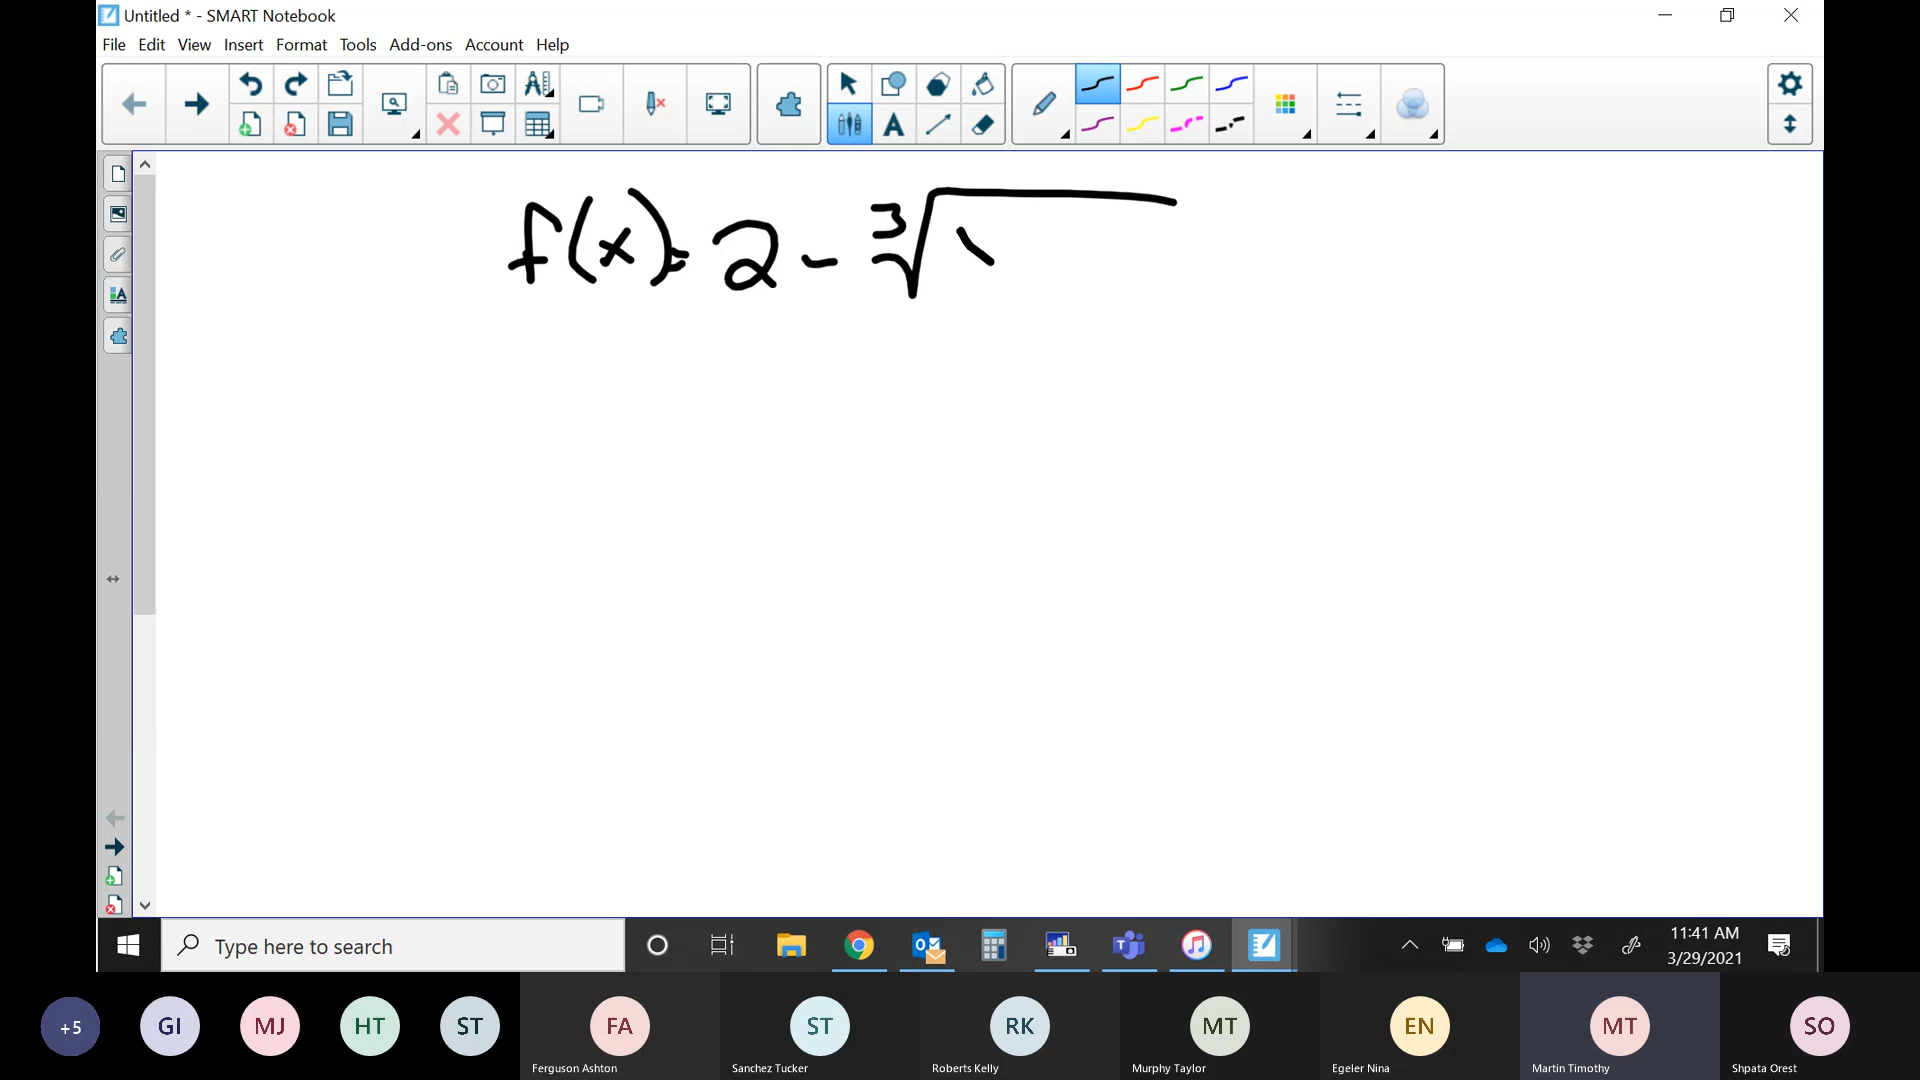 Untitled * - SMART Notebook
File Edit View Insert Format Tools Add-ons Account Help
f(x) = 2 - ∛
Type here to search
11:41 AM
3/29/2021
+5 GI MJ HT ST FA ST RK MT EN MT SO
Ferguson Ashton Sanchez Tucker Roberts Kelly Murphy Taylor Egeler Nina Martin Timothy Shpata Orest